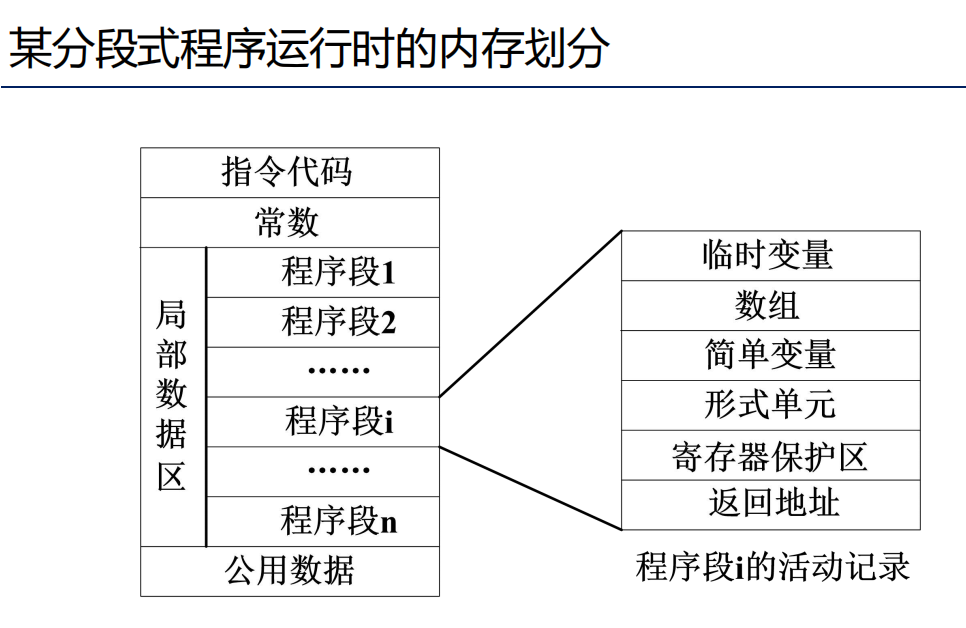 某分段式程序运行时的内存划分
指令代码
常数
局部数据区
程序段1
程序段2
……
程序段i
……
程序段n
公用数据
临时变量
数组
简单变量
形式单元
寄存器保护区
返回地址
程序段i的活动记录